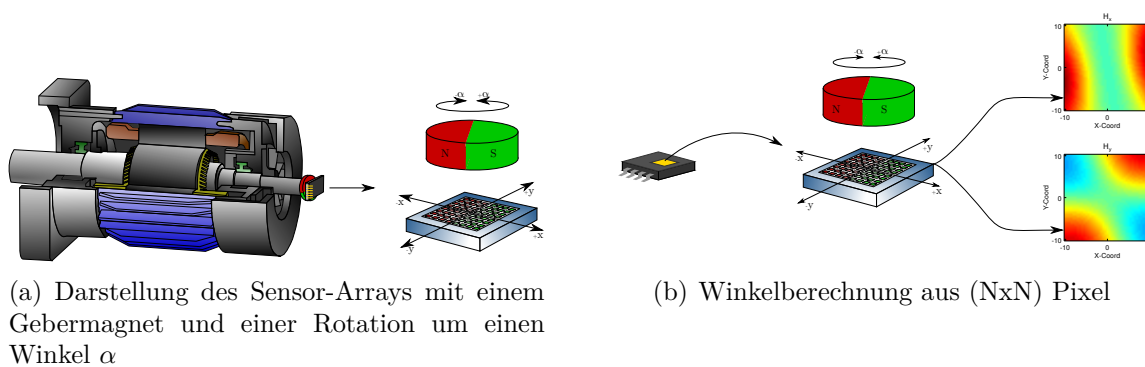 -α +α
N S
-x +y
-y +x
(a) Darstellung des Sensor-Arrays mit einem
Gebermagnet und einer Rotation um einen
Winkel α
-α +α
N S
-x +y
-y +x
H_x
10
0
-10
Y-Coord
-10 0
X-Coord
H_y
10
0
-10
Y-Coord
-10 0
X-Coord
(b) Winkelberechnung aus (NxN) Pixel